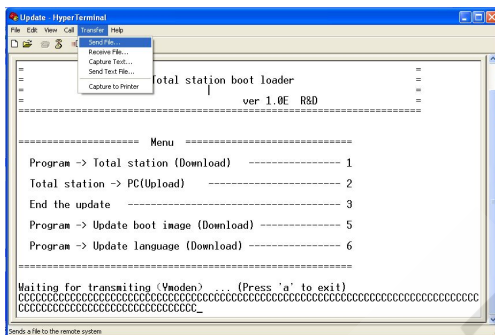 Update - HyperTerminal
File Edit View Call Transfer Help
Send File...
Receive File...
Capture Text...
Send Text File...
Capture to Printer
= =
= Total station boot loader =
= =
= ver 1.0E R&D =
=====================================================================
==================== Menu ===========================
Program -> Total station (Download) ---------------- 1
Total station -> PC(Upload) ----------------------- 2
End the update ------------------------------------- 3
Program -> Update boot image (Download) ------------ 5
Program -> Update language (Download) -------------- 6
=======================================================
Waiting for transmiting (Ymoden) ... (Press 'a' to exit)
CCCCCCCCCCCCCCCCCCCCCCCCCCCCCCCCCCCCCCCCCCCCCCCCCCCCCCCCCCCCCCCCCCCCCCCCCCCCCCCC
CCCCCCCCCCCCCCCCCCCCCCCCCCCCCCC_
Sends a file to the remote system